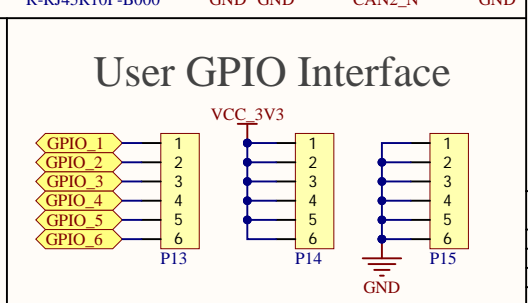 R-RJ45R10P-B000 GND GND CAN2_N GND
User GPIO Interface
VCC_3V3
GPIO_1 1 1 1
GPIO_2 2 2 2
GPIO_3 3 3 3
GPIO_4 4 4 4
GPIO_5 5 5 5
GPIO_6 6 6 6
P13 P14 P15
GND